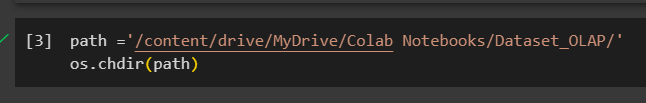 [3] path ='/content/drive/MyDrive/Colab Notebooks/Dataset_OLAP/'
os.chdir(path)